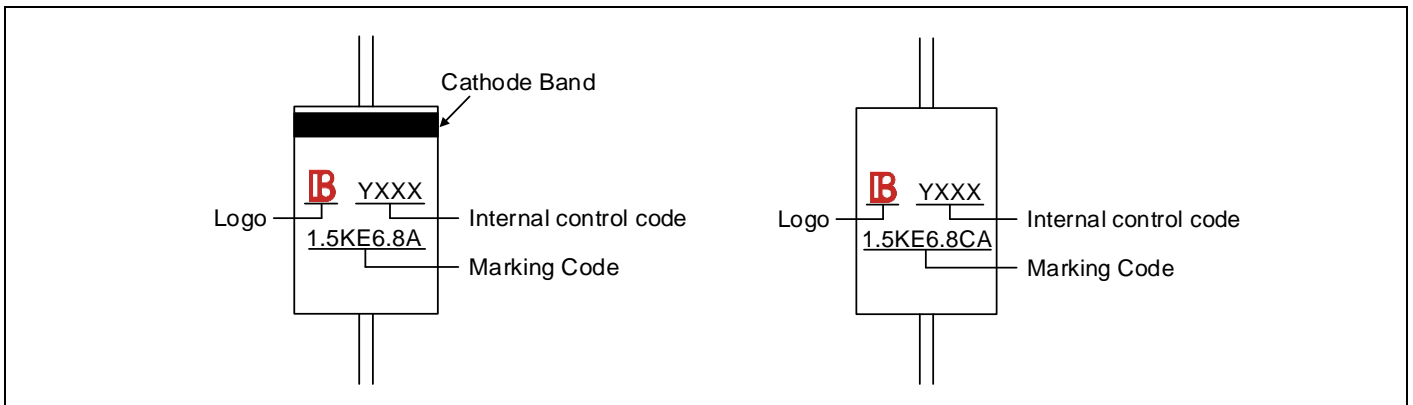 Cathode Band
B YXXX
Logo
Internal control code
1.5KE6.8A
Marking Code
B YXXX
Logo
Internal control code
1.5KE6.8CA
Marking Code